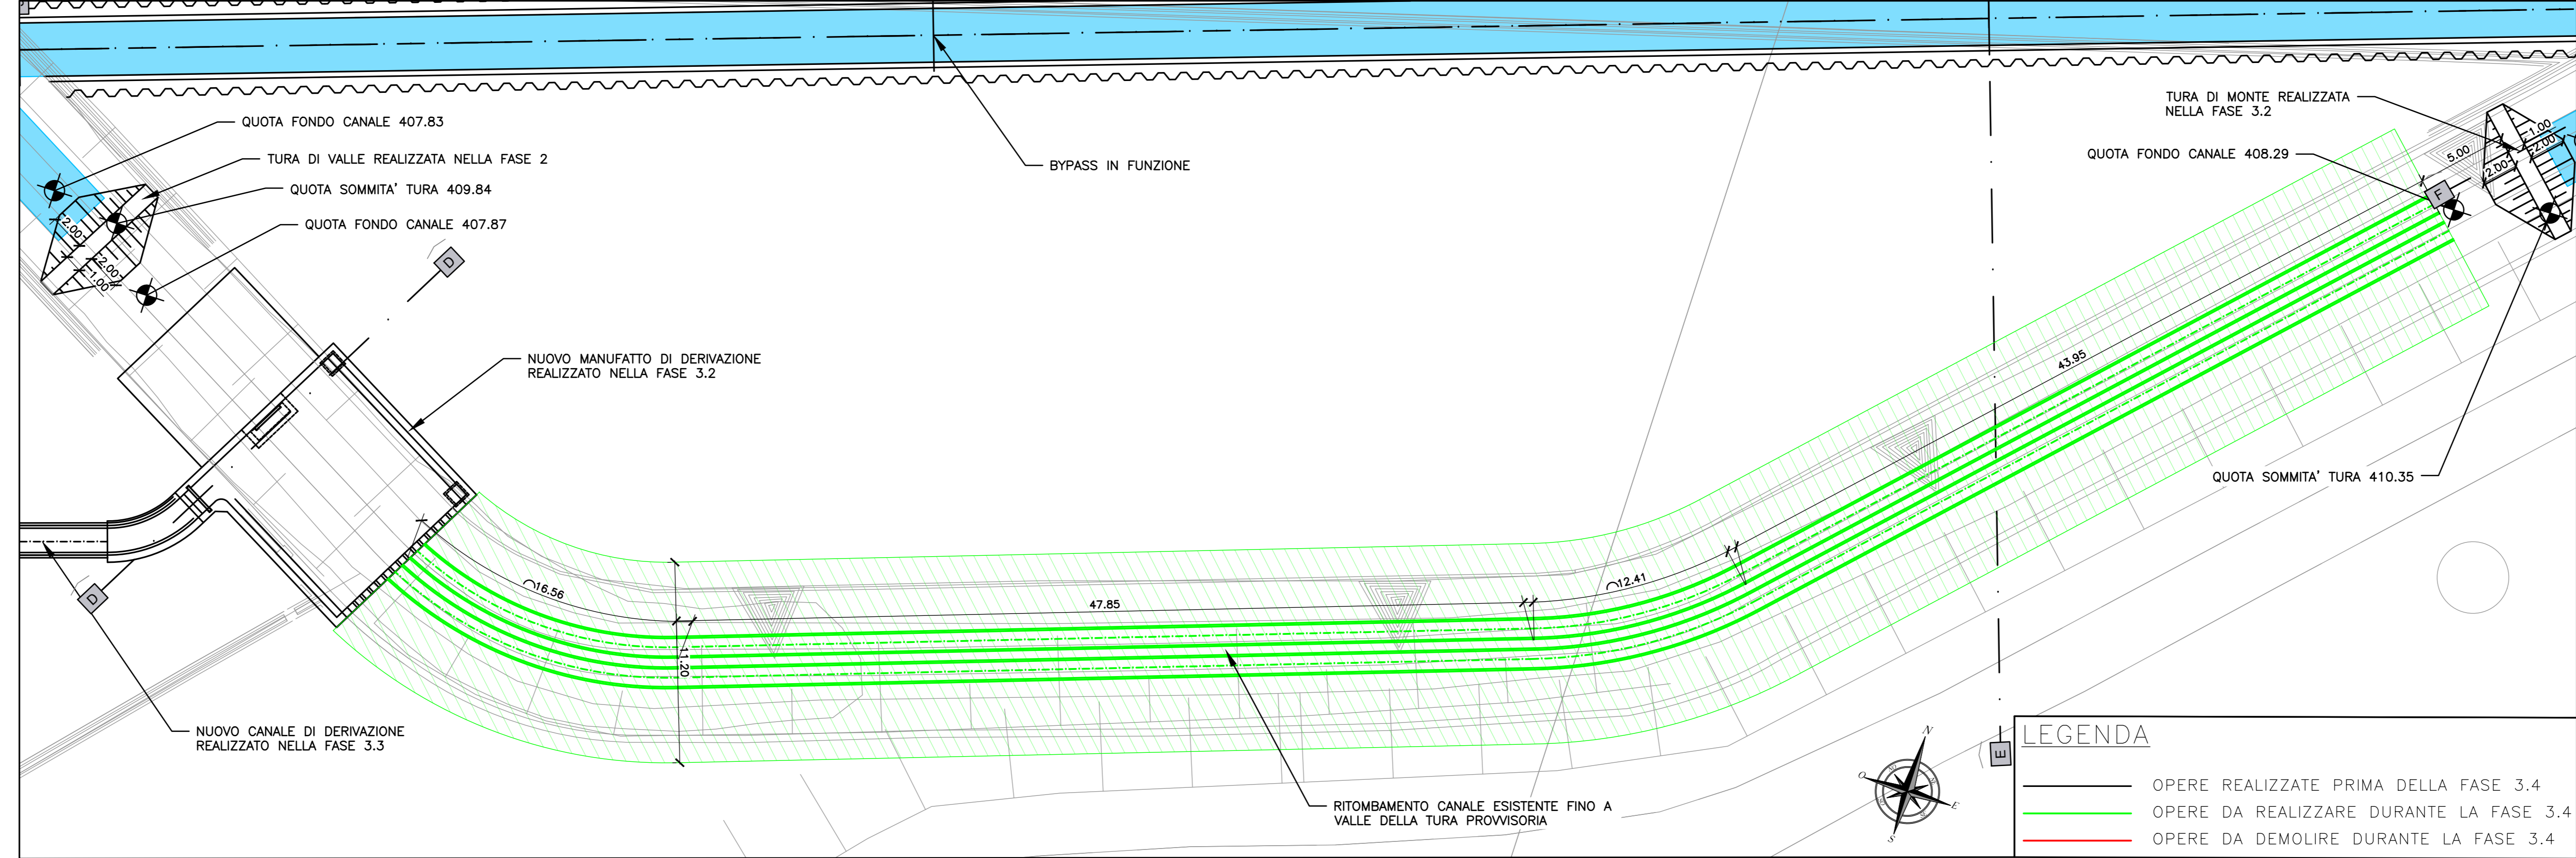 QUOTA FONDO CANALE 407.83
TURA DI VALLE REALIZZATA NELLA FASE 2
QUOTA SOMMITA' TURA 409.84
QUOTA FONDO CANALE 407.87
2.00
2.00
1.00
D
BYPASS IN FUNZIONE
TURA DI MONTE REALIZZATA
NELLA FASE 3.2
QUOTA FONDO CANALE 408.29
5.00
1.00
2.00
2.00
F
NUOVO MANUFATTO DI DERIVAZIONE
REALIZZATO NELLA FASE 3.2
43.95
QUOTA SOMMITA' TURA 410.35
D
16.56
47.85
12.41
11.20
NUOVO CANALE DI DERIVAZIONE
REALIZZATO NELLA FASE 3.3
RITOMBAMENTO CANALE ESISTENTE FINO A
VALLE DELLA TURA PROVVISORIA
N
O
E
S
E
LEGENDA
OPERE REALIZZATE PRIMA DELLA FASE 3.4
OPERE DA REALIZZARE DURANTE LA FASE 3.4
OPERE DA DEMOLIRE DURANTE LA FASE 3.4